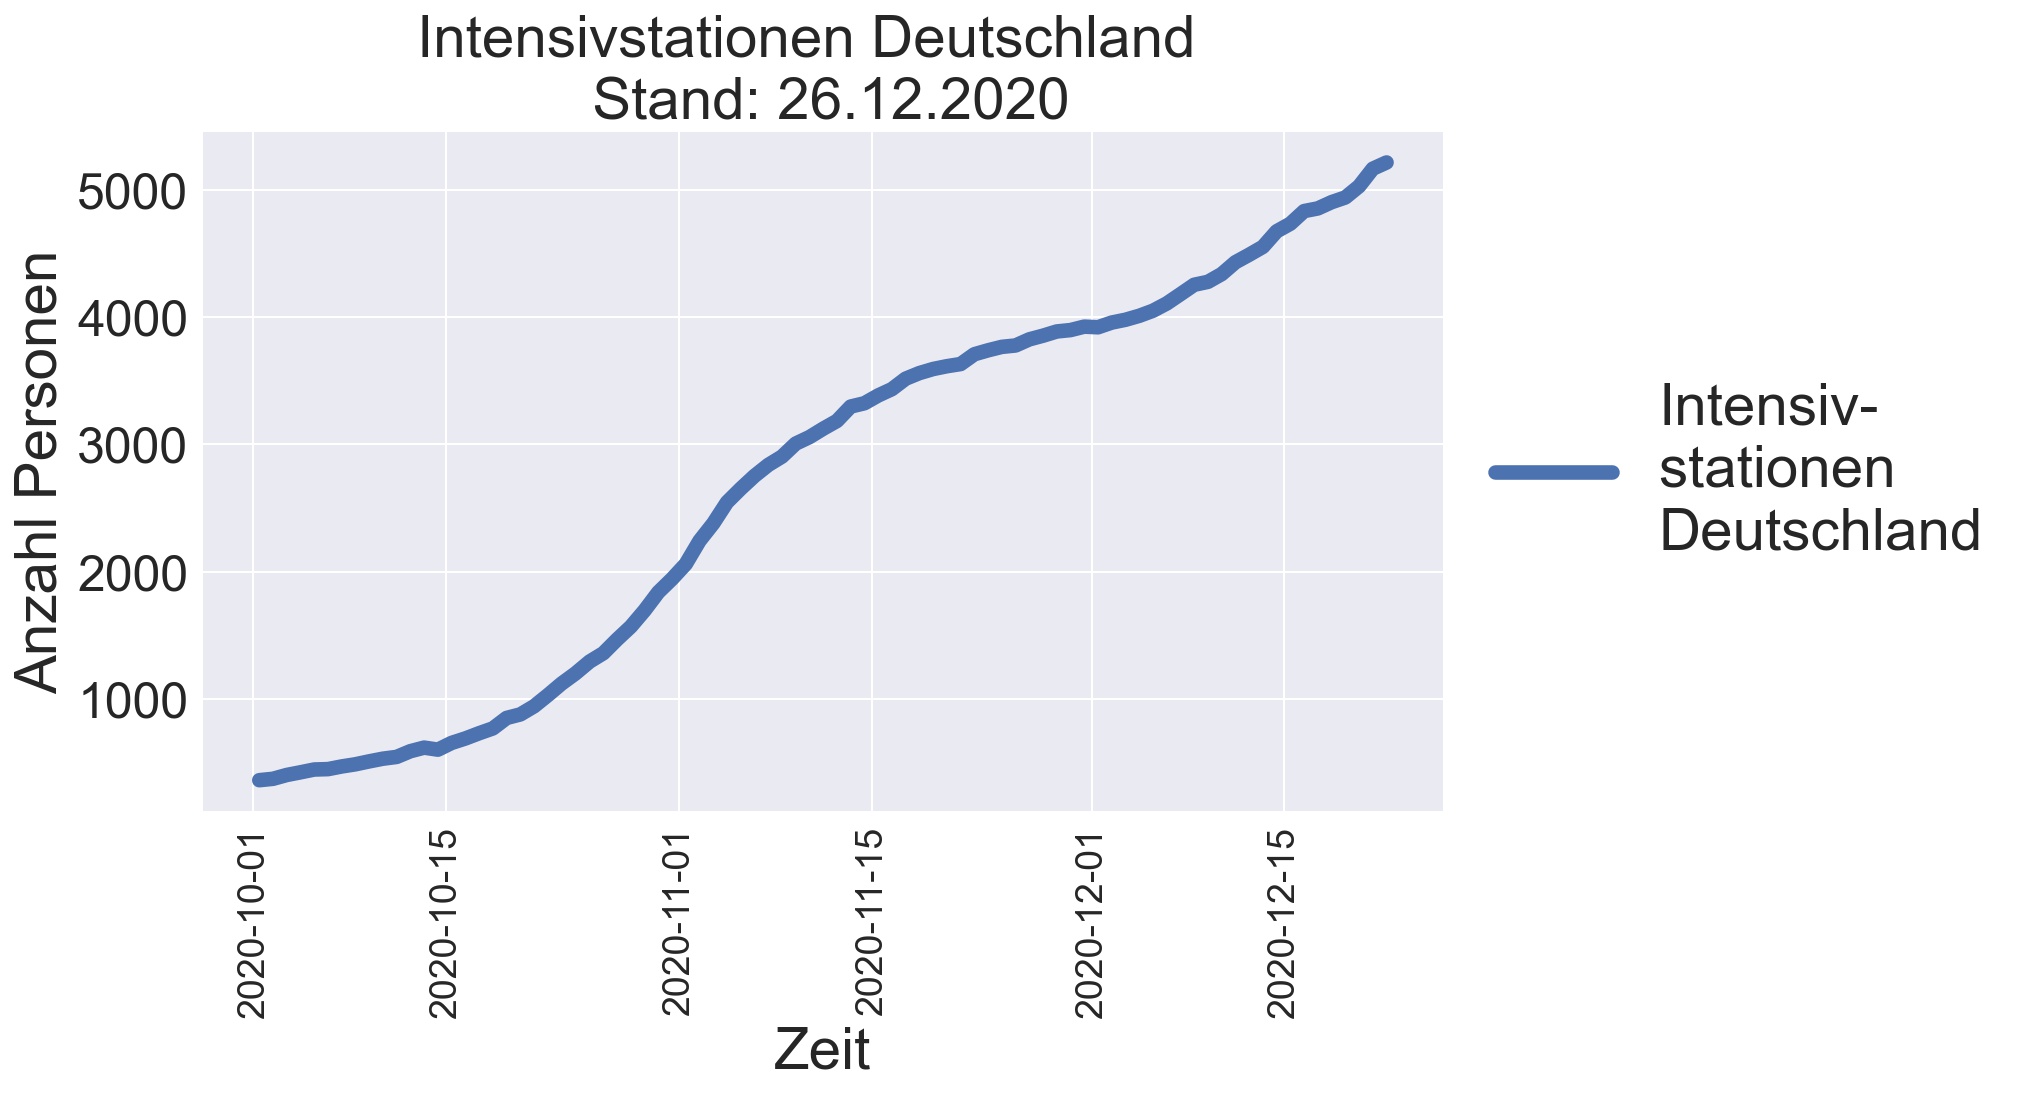 Intensivstationen Deutschland
Stand: 26.12.2020
Anzahl Personen
5000
4000
3000
2000
1000
2020-10-01
2020-10-15
2020-11-01
2020-11-15
2020-12-01
2020-12-15
Zeit
Intensiv-
stationen
Deutschland